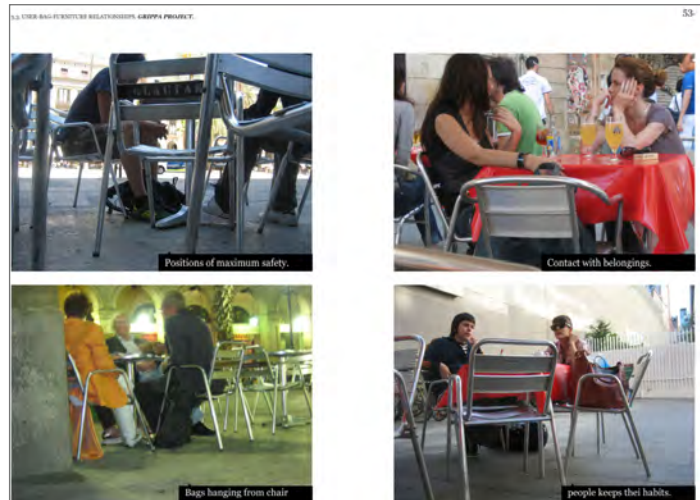 5.3 USER-BAG-FURNITURE RELATIONSHIPS. GRIPPA PROJECT.
53-
Positions of maximum safety.
Contact with belongings.
Bags hanging from chair
people keeps thei habits.